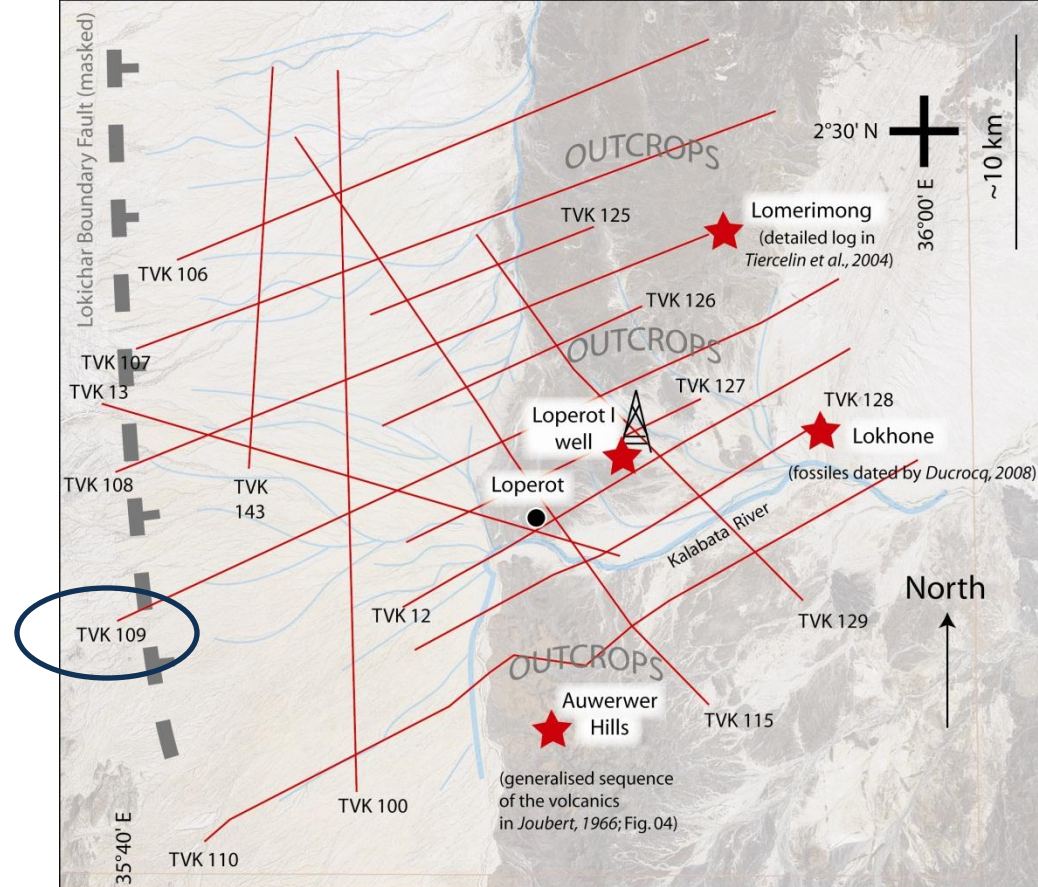 Lokichar Boundary Fault (masked)
OUTCROPS
2°30' N
36°00' E
~10 km
TVK 125
Lomerimong
(detailed log in
Tiercelin et al., 2004)
TVK 106
TVK 126
OUTCROPS
TVK 107
TVK 13
TVK 127
TVK 128
Loperot I
well
Lokhone
(fossiles dated by Ducrocq, 2008)
TVK 108
TVK
143
Loperot
Kalabata River
North
TVK 109
TVK 12
TVK 129
OUTCROPS
Auwerwer
Hills
TVK 115
(generalised sequence
of the volcanics
in Joubert, 1966; Fig. 04)
TVK 100
TVK 110
35°40' E